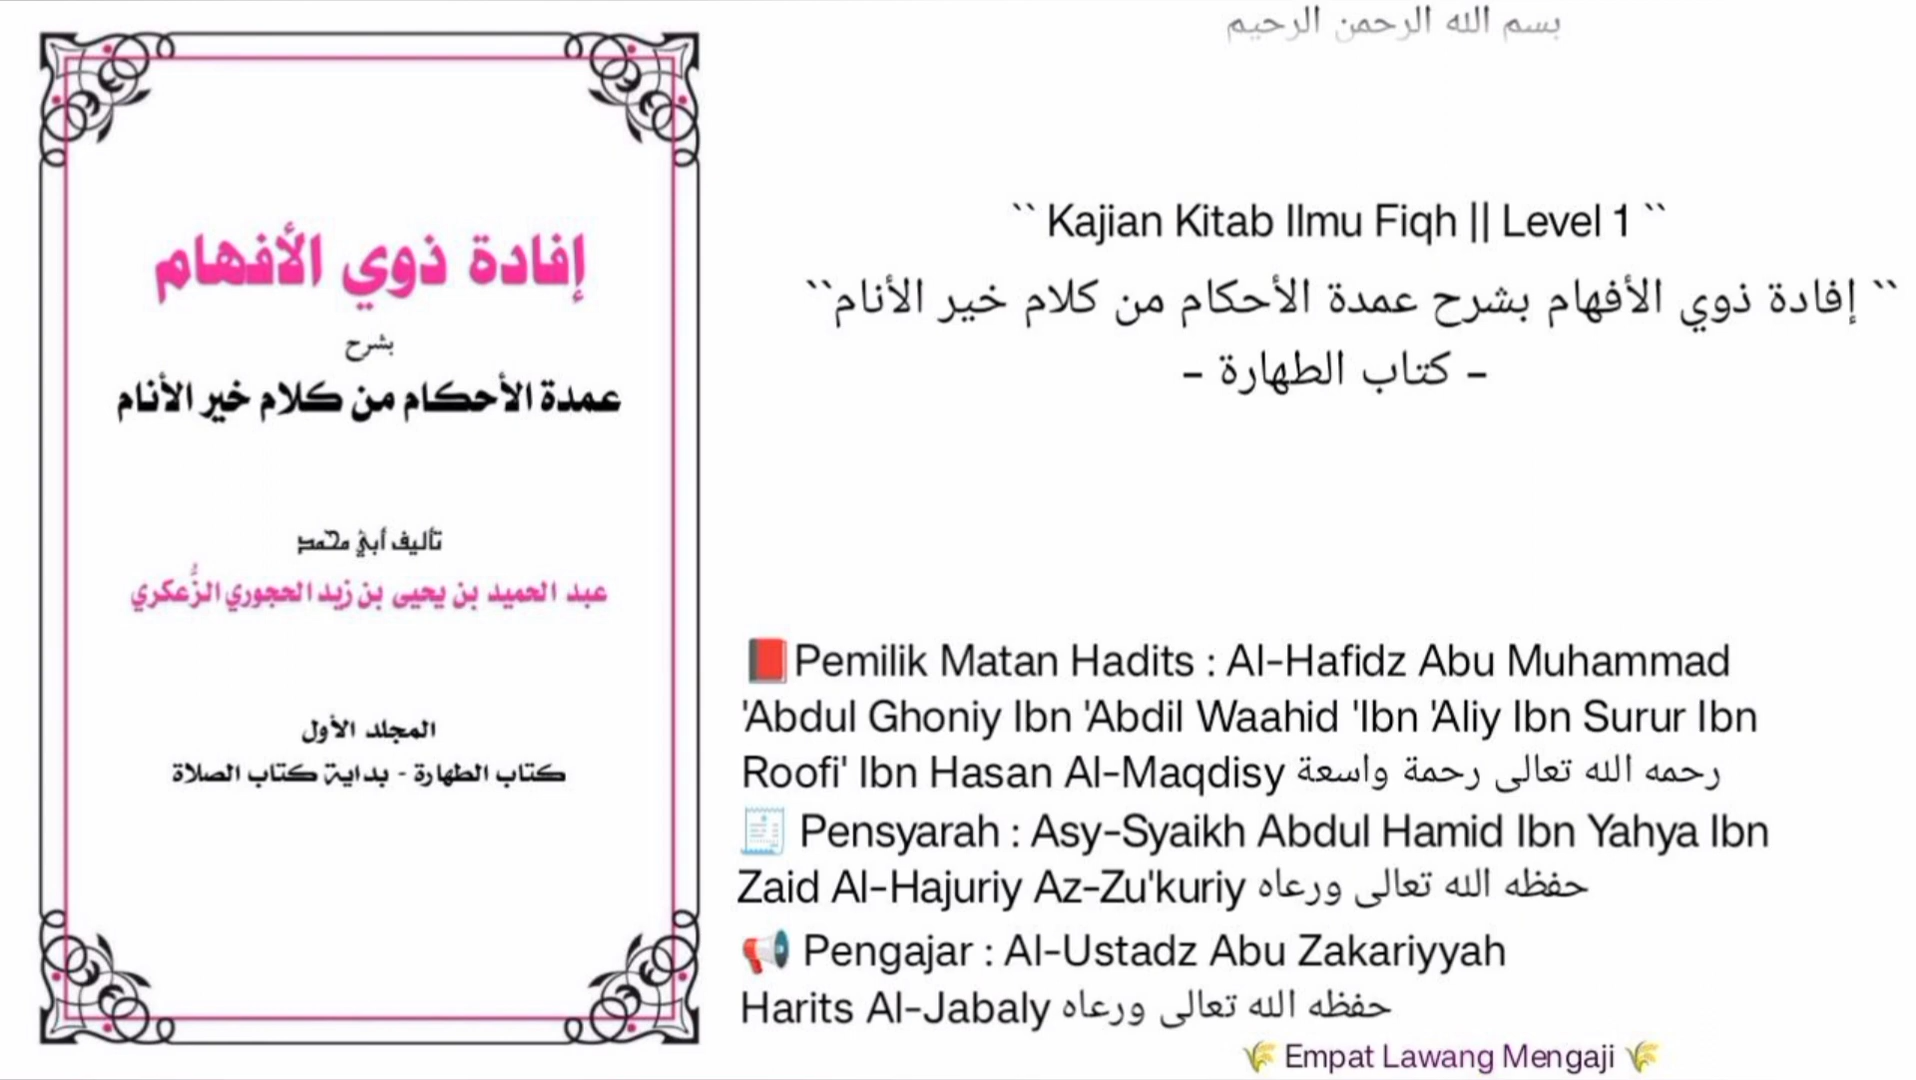 إفادة ذوي الأفهام
بشرح
عمدة الأحكام من كلام خير الأنام
تأليف أبي محمد
عبد الحميد بن يحيى بن زيد الحجوري الزُّعكري
المجلد الأول
كتاب الطهارة - بداية كتاب الصلاة
بسم الله الرحمن الرحيم
`` Kajian Kitab Ilmu Fiqh || Level 1 ``
`` إفادة ذوي الأفهام بشرح عمدة الأحكام من كلام خير الأنام``
- كتاب الطهارة -
📕Pemilik Matan Hadits : Al-Hafidz Abu Muhammad
'Abdul Ghoniy Ibn 'Abdil Waahid 'Ibn 'Aliy Ibn Surur Ibn
Roofi' Ibn Hasan Al-Maqdisy رحمه الله تعالى رحمة واسعة
🧾 Pensyarah : Asy-Syaikh Abdul Hamid Ibn Yahya Ibn
Zaid Al-Hajuriy Az-Zu'kuriy حفظه الله تعالى ورعاه
📢 Pengajar : Al-Ustadz Abu Zakariyyah
Harits Al-Jabaly حفظه الله تعالى ورعاه
🌾 Empat Lawang Mengaji 🌾